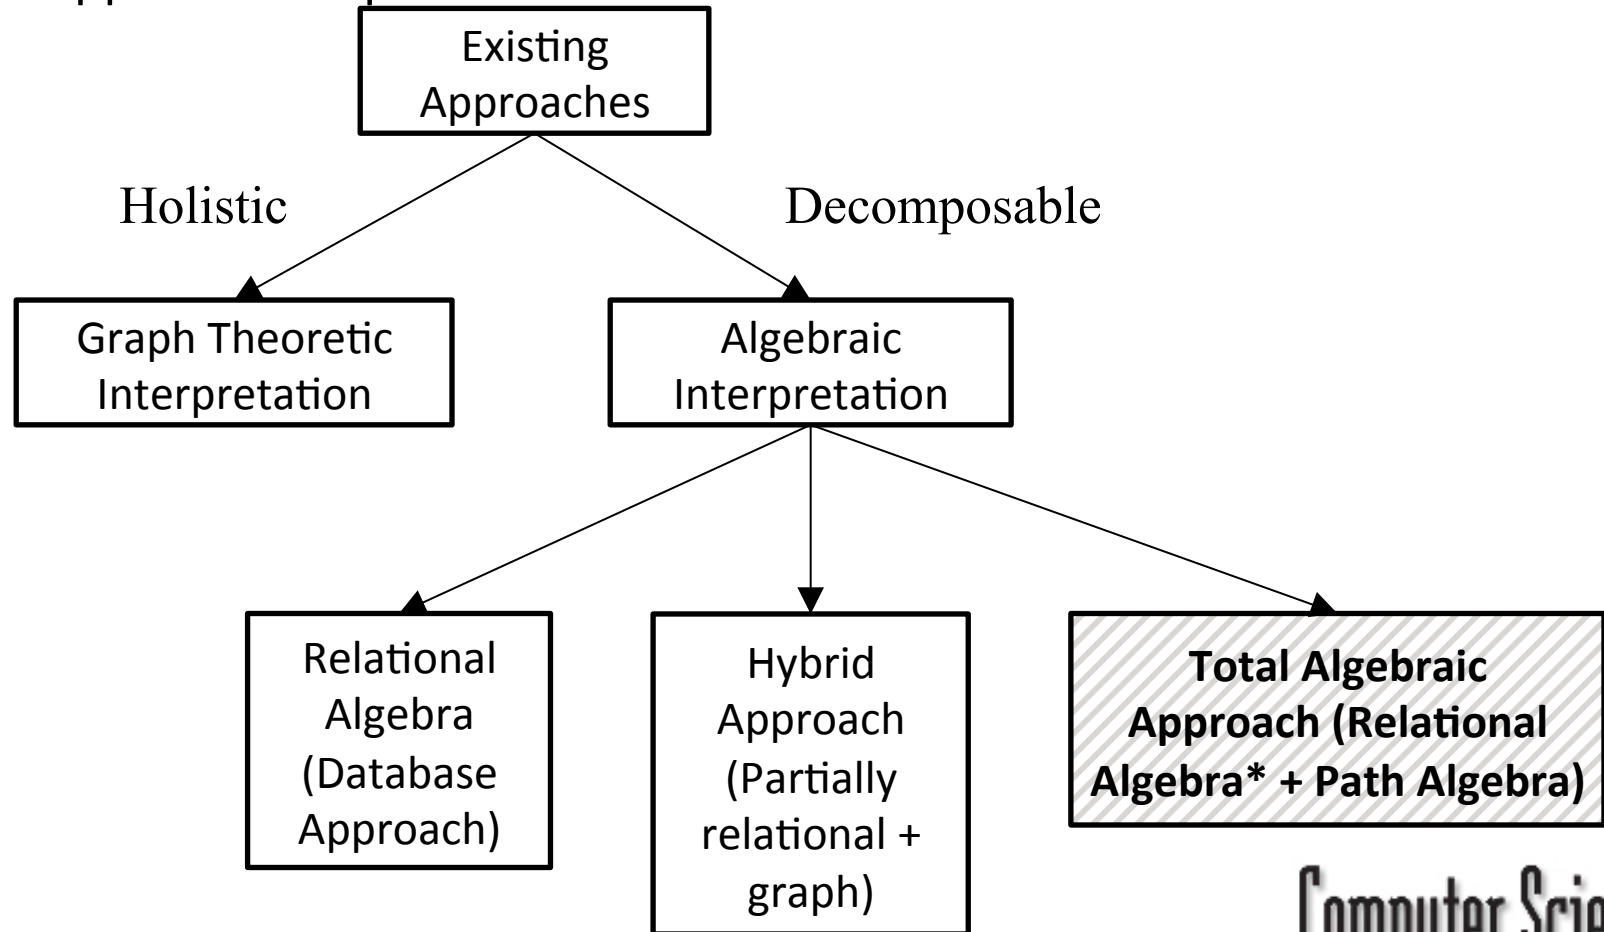 Existing
Approaches
Holistic
Decomposable
Graph Theoretic
Interpretation
Algebraic
Interpretation
Relational
Algebra
(Database
Approach)
Hybrid
Approach
(Partially
relational +
graph)
Total Algebraic
Approach (Relational
Algebra* + Path Algebra)
Computer